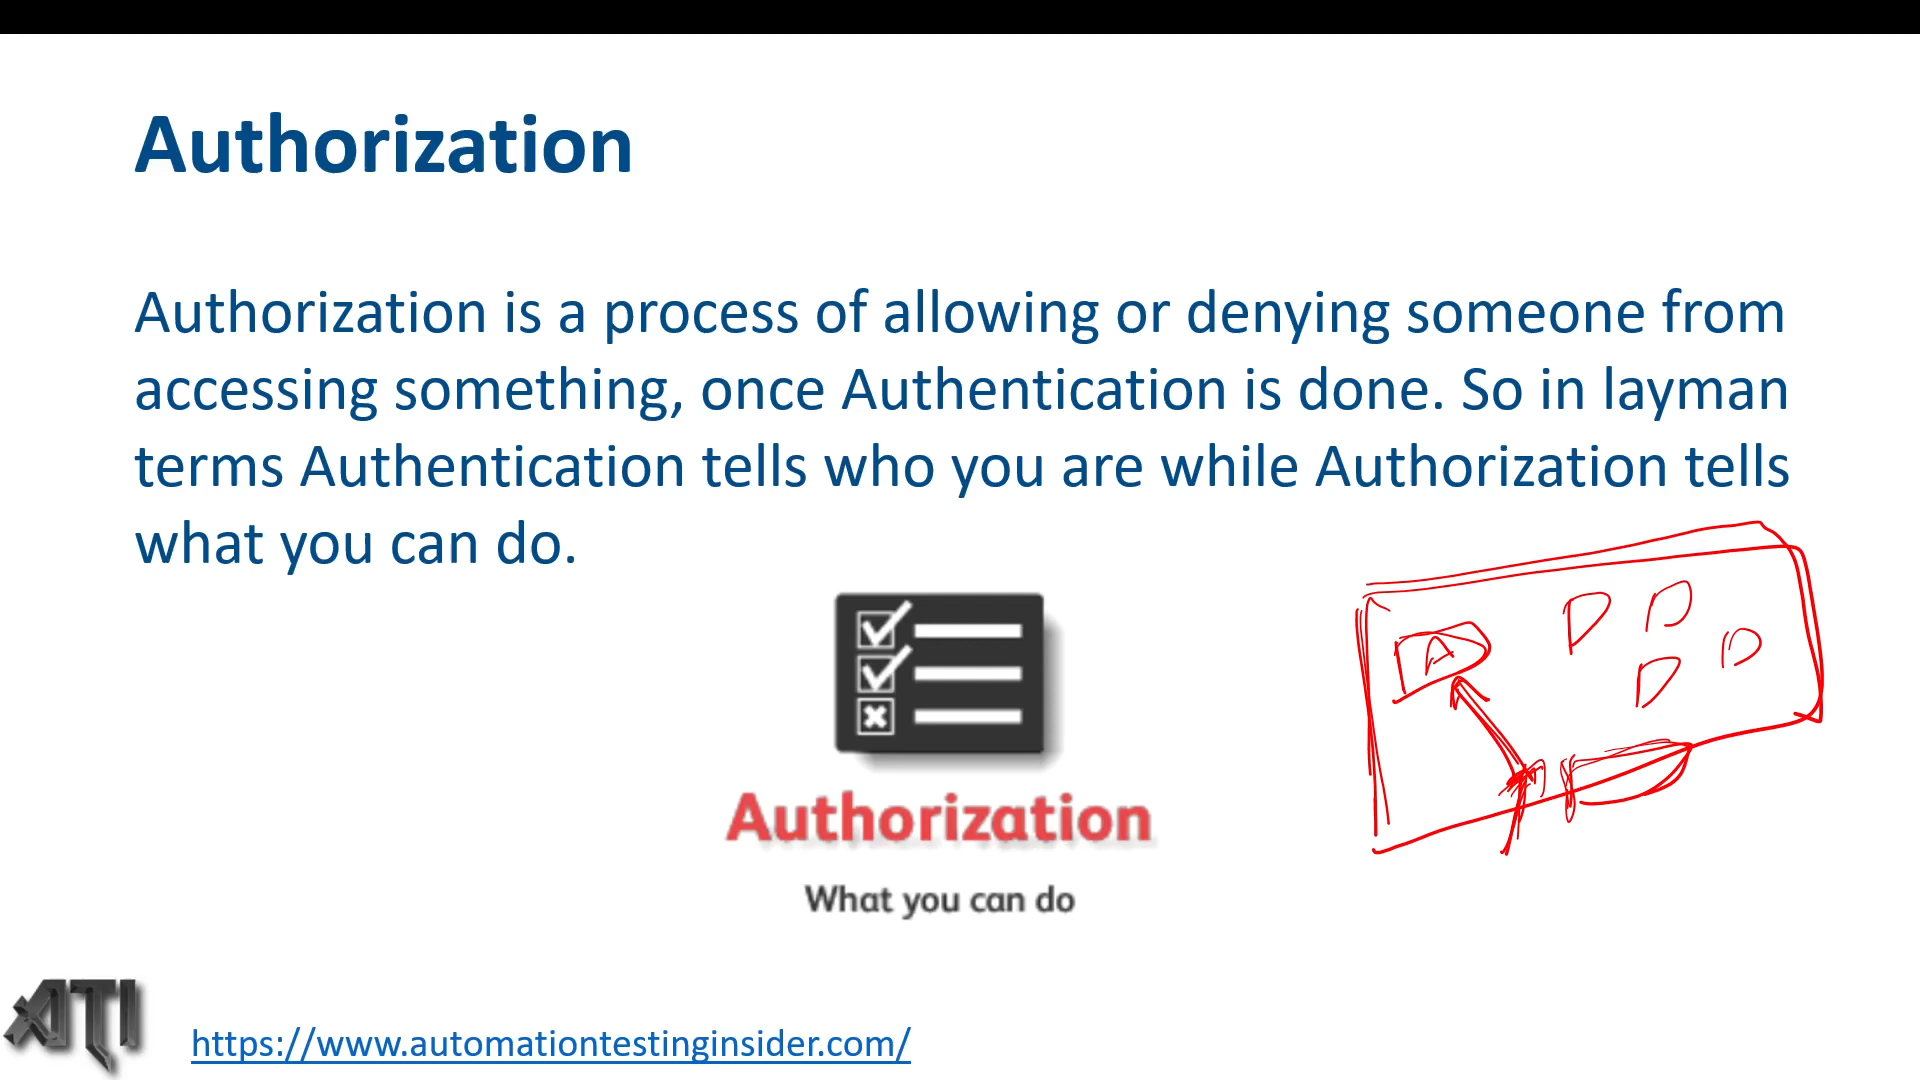 Authorization
Authorization is a process of allowing or denying someone from
accessing something, once Authentication is done. So in layman
terms Authentication tells who you are while Authorization tells
what you can do.
A
Authorization
What you can do
ATI
https://www.automationtestinginsider.com/